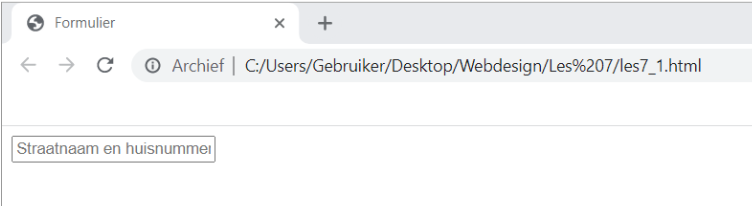 Formulier
Archief | C:/Users/Gebruiker/Desktop/Webdesign/Les%207/les7_1.html
Straatnaam en huisnummer